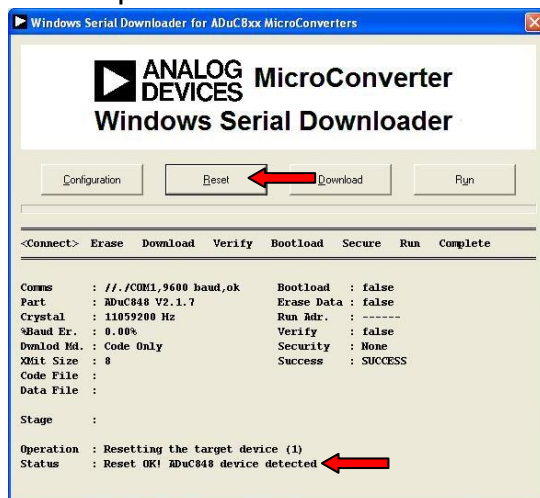 Windows Serial Downloader for ADuC8xx MicroConverters
ANALOG DEVICES MicroConverter
Windows Serial Downloader
Configuration Reset Download Run
<Connect> Erase Download Verify Bootload Secure Run Complete
Comms : //./COM1,9600 baud,ok Bootload : false
Part : ADuC848 V2.1.7 Erase Data : false
Crystal : 11059200 Hz Run Adr. : ------
%Baud Er. : 0.00% Verify : false
Dwnlod Md. : Code Only Security : None
XMit Size : 8 Success : SUCCESS
Code File :
Data File :
Stage :
Operation : Resetting the target device (1)
Status : Reset OK! ADuC848 device detected